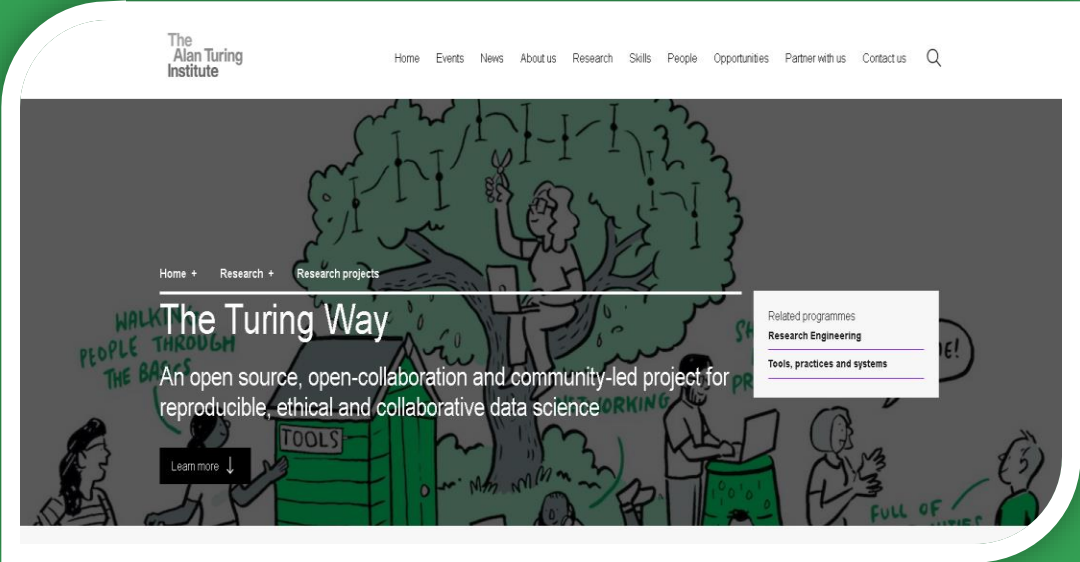 The
Alan Turing
Institute
Home Events News About us Research Skills People Opportunities Partner with us Contact us
Home + Research + Research projects
The Turing Way
An open source, open-collaboration and community-led project for
reproducible, ethical and collaborative data science
Learn more ↓
Related programmes
Research Engineering
Tools, practices and systems
WALKING
PEOPLE THROUGH
THE BASICS
TOOLS
FULL OF